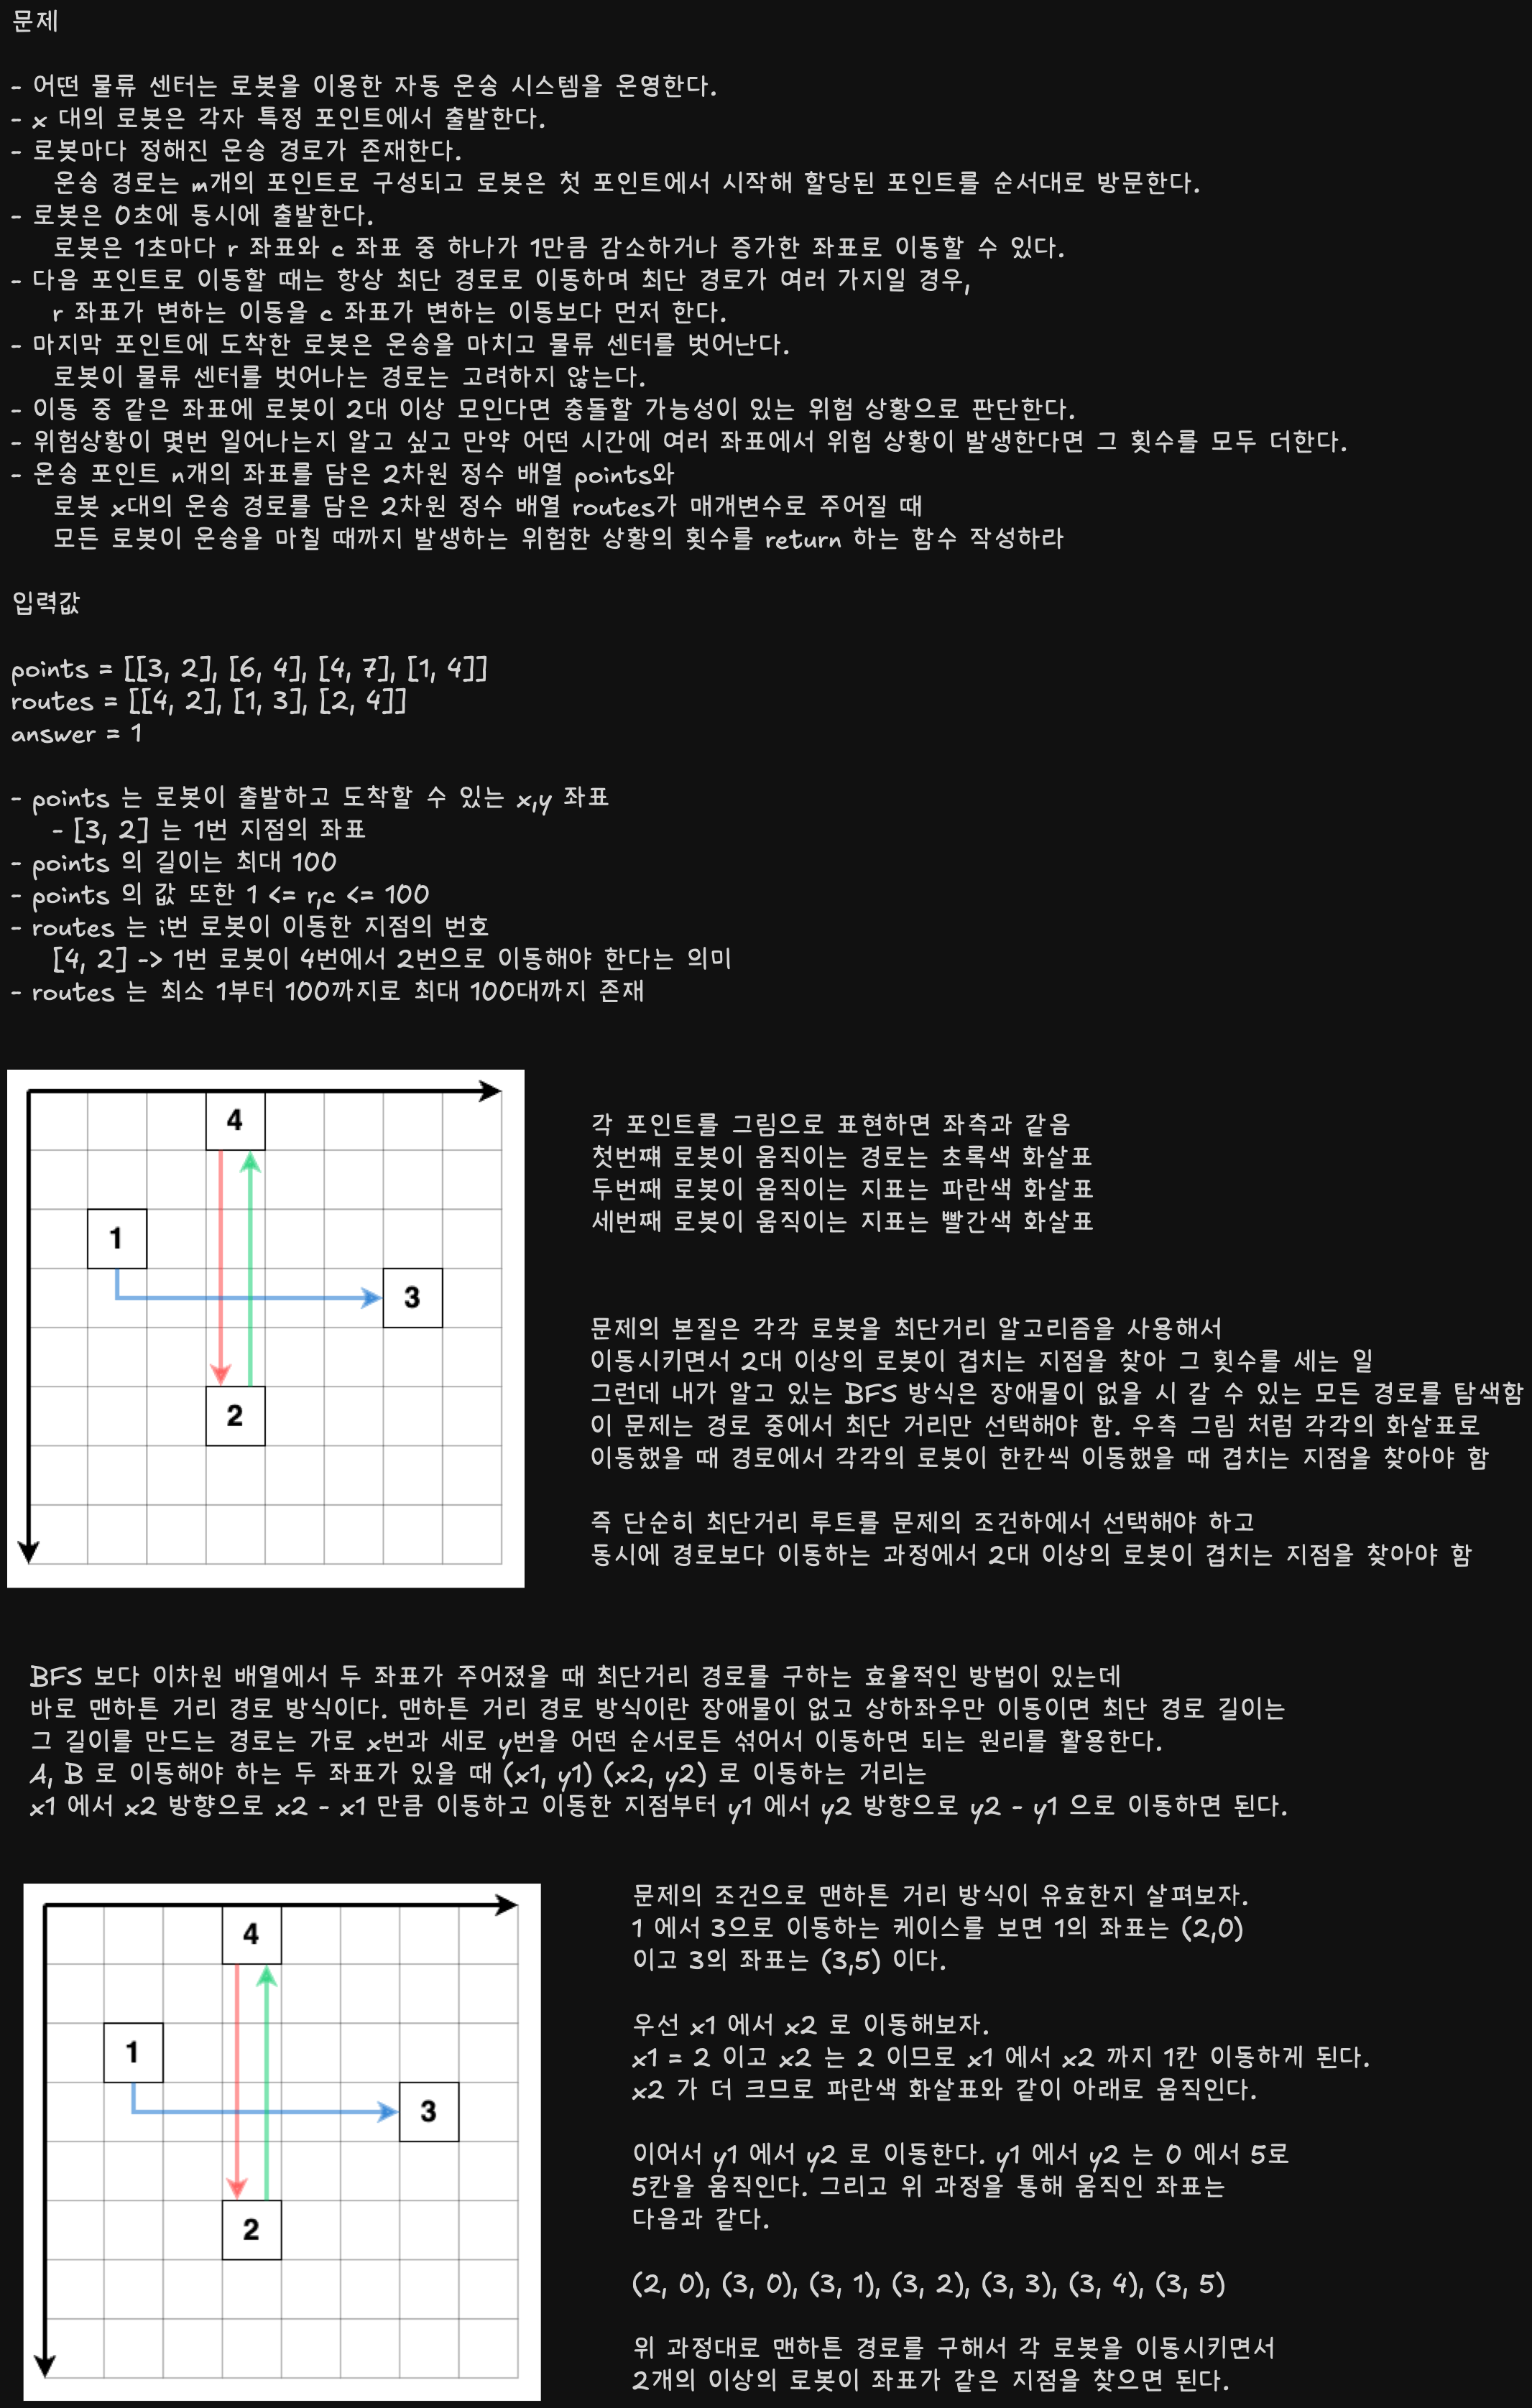 문제
- 어떤 물류 센터는 로봇을 이용한 자동 운송 시스템을 운영한다.
- x 대의 로봇은 각자 특정 포인트에서 출발한다.
- 로봇마다 정해진 운송 경로가 존재한다.
운송 경로는 m개의 포인트로 구성되고 로봇은 첫 포인트에서 시작해 할당된 포인트를 순서대로 방문한다.
- 로봇은 0초에 동시에 출발한다.
로봇은 1초마다 r 좌표와 c 좌표 중 하나가 1만큼 감소하거나 증가한 좌표로 이동할 수 있다.
- 다음 포인트로 이동할 때는 항상 최단 경로로 이동하며 최단 경로가 여러 가지일 경우,
r 좌표가 변하는 이동을 c 좌표가 변하는 이동보다 먼저 한다.
- 마지막 포인트에 도착한 로봇은 운송을 마치고 물류 센터를 벗어난다.
로봇이 물류 센터를 벗어나는 경로는 고려하지 않는다.
- 이동 중 같은 좌표에 로봇이 2대 이상 모인다면 충돌할 가능성이 있는 위험 상황으로 판단한다.
- 위험상황이 몇번 일어나는지 알고 싶고 만약 어떤 시간에 여러 좌표에서 위험 상황이 발생한다면 그 횟수를 모두 더한다.
- 운송 포인트 n개의 좌표를 담은 2차원 정수 배열 points와
로봇 x대의 운송 경로를 담은 2차원 정수 배열 routes가 매개변수로 주어질 때
모든 로봇이 운송을 마칠 때까지 발생하는 위험한 상황의 횟수를 return 하는 함수 작성하라
입력값
points = [[3, 2], [6, 4], [4, 7], [1, 4]]
routes = [[4, 2], [1, 3], [2, 4]]
answer = 1
- points 는 로봇이 출발하고 도착할 수 있는 x,y 좌표
- [3, 2] 는 1번 지점의 좌표
- points 의 길이는 최대 100
- points 의 값 또한 1 <= r,c <= 100
- routes 는 i번 로봇이 이동한 지점의 번호
[4, 2] -> 1번 로봇이 4번에서 2번으로 이동해야 한다는 의미
- routes 는 최소 1부터 100까지로 최대 100대까지 존재
4
1
3
2
각 포인트를 그림으로 표현하면 좌측과 같음
첫번째 로봇이 움직이는 경로는 초록색 화살표
두번째 로봇이 움직이는 지표는 파란색 화살표
세번째 로봇이 움직이는 지표는 빨간색 화살표
문제의 본질은 각각 로봇을 최단거리 알고리즘을 사용해서
이동시키면서 2대 이상의 로봇이 겹치는 지점을 찾아 그 횟수를 세는 일
그런데 내가 알고 있는 BFS 방식은 장애물이 없을 시 갈 수 있는 모든 경로를 탐색함
이 문제는 경로 중에서 최단 거리만 선택해야 함. 우측 그림 처럼 각각의 화살표로
이동했을 때 경로에서 각각의 로봇이 한칸씩 이동했을 때 겹치는 지점을 찾아야 함
즉 단순히 최단거리 루트를 문제의 조건하에서 선택해야 하고
동시에 경로보다 이동하는 과정에서 2대 이상의 로봇이 겹치는 지점을 찾아야 함
BFS 보다 이차원 배열에서 두 좌표가 주어졌을 때 최단거리 경로를 구하는 효율적인 방법이 있는데
바로 맨하튼 거리 경로 방식이다. 맨하튼 거리 경로 방식이란 장애물이 없고 상하좌우만 이동이면 최단 경로 길이는
그 길이를 만드는 경로는 가로 x번과 세로 y번을 어떤 순서로든 섞어서 이동하면 되는 원리를 활용한다.
A, B 로 이동해야 하는 두 좌표가 있을 때 (x1, y1) (x2, y2) 로 이동하는 거리는
x1 에서 x2 방향으로 x2 - x1 만큼 이동하고 이동한 지점부터 y1 에서 y2 방향으로 y2 - y1 으로 이동하면 된다.
4
1
3
2
문제의 조건으로 맨하튼 거리 방식이 유효한지 살펴보자.
1 에서 3으로 이동하는 케이스를 보면 1의 좌표는 (2,0)
이고 3의 좌표는 (3,5) 이다.
우선 x1 에서 x2 로 이동해보자.
x1 = 2 이고 x2 는 2 이므로 x1 에서 x2 까지 1칸 이동하게 된다.
x2 가 더 크므로 파란색 화살표와 같이 아래로 움직인다.
이어서 y1 에서 y2 로 이동한다. y1 에서 y2 는 0 에서 5로
5칸을 움직인다. 그리고 위 과정을 통해 움직인 좌표는
다음과 같다.
(2, 0), (3, 0), (3, 1), (3, 2), (3, 3), (3, 4), (3, 5)
위 과정대로 맨하튼 경로를 구해서 각 로봇을 이동시키면서
2개의 이상의 로봇이 좌표가 같은 지점을 찾으면 된다.